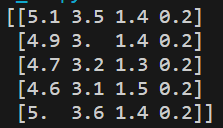 [[5.1 3.5 1.4 0.2]
[4.9 3. 1.4 0.2]
[4.7 3.2 1.3 0.2]
[4.6 3.1 1.5 0.2]
[5. 3.6 1.4 0.2]]